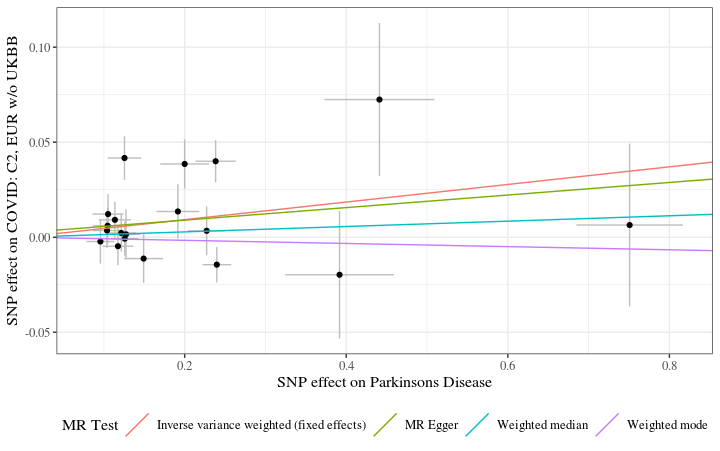 SNP effect on COVID: C2, EUR w/o UKBB
0.10
0.05
0.00
-0.05
0.2 0.4 0.6 0.8
SNP effect on Parkinsons Disease
MR Test Inverse variance weighted (fixed effects) MR Egger Weighted median Weighted mode